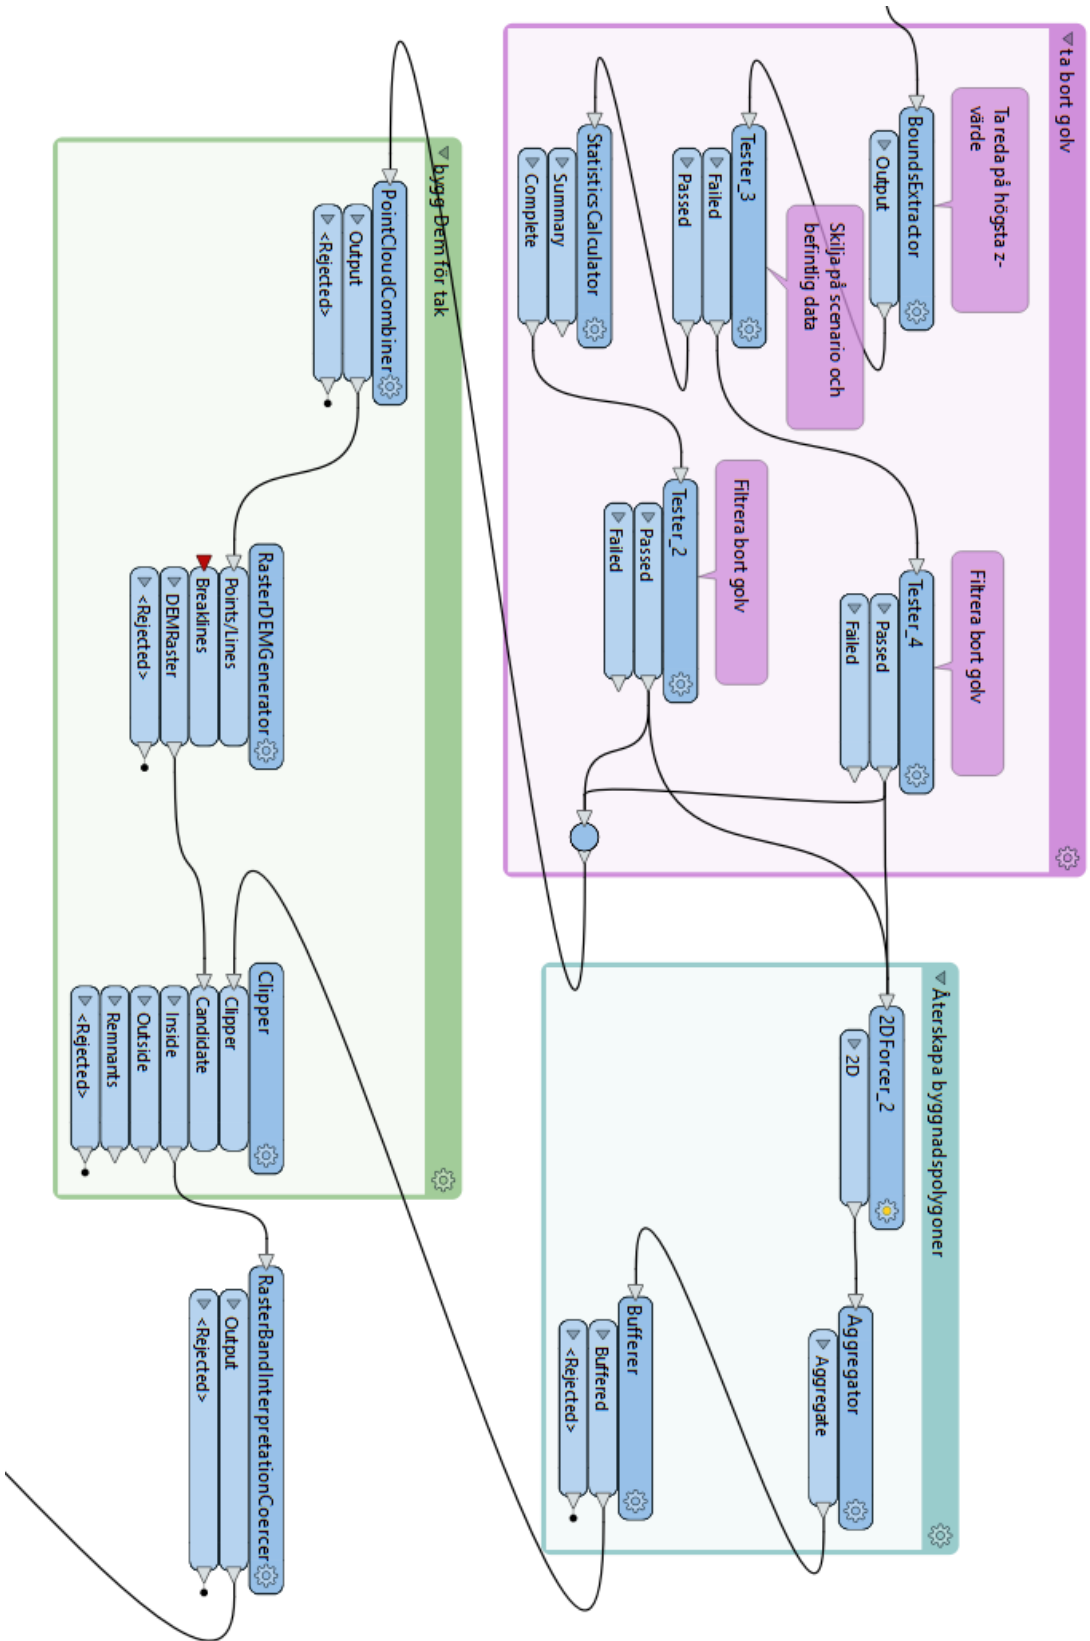 ta bort golv
Ta reda på högsta z-
värde
BoundsExtractor
Output
Skilja på scenario och
befintlig data
Tester_3
Failed
Passed
StatisticsCalculator
Summary
Complete
Filtrera bort golv
Tester_4
Passed
Failed
Filtrera bort golv
Tester_2
Passed
Failed
Återskapa byggnadspolygoner
2DForcer_2
2D
Aggregator
Aggregate
Bufferer
Buffered
<Rejected>
bygg Dem för tak
PointCloudCombiner
Output
<Rejected>
RasterDEMGenerator
Points/Lines
Breaklines
DEMRaster
<Rejected>
Clipper
Clipper
Candidate
Inside
Outside
Remnants
<Rejected>
RasterBandInterpretationCoercer
Output
<Rejected>